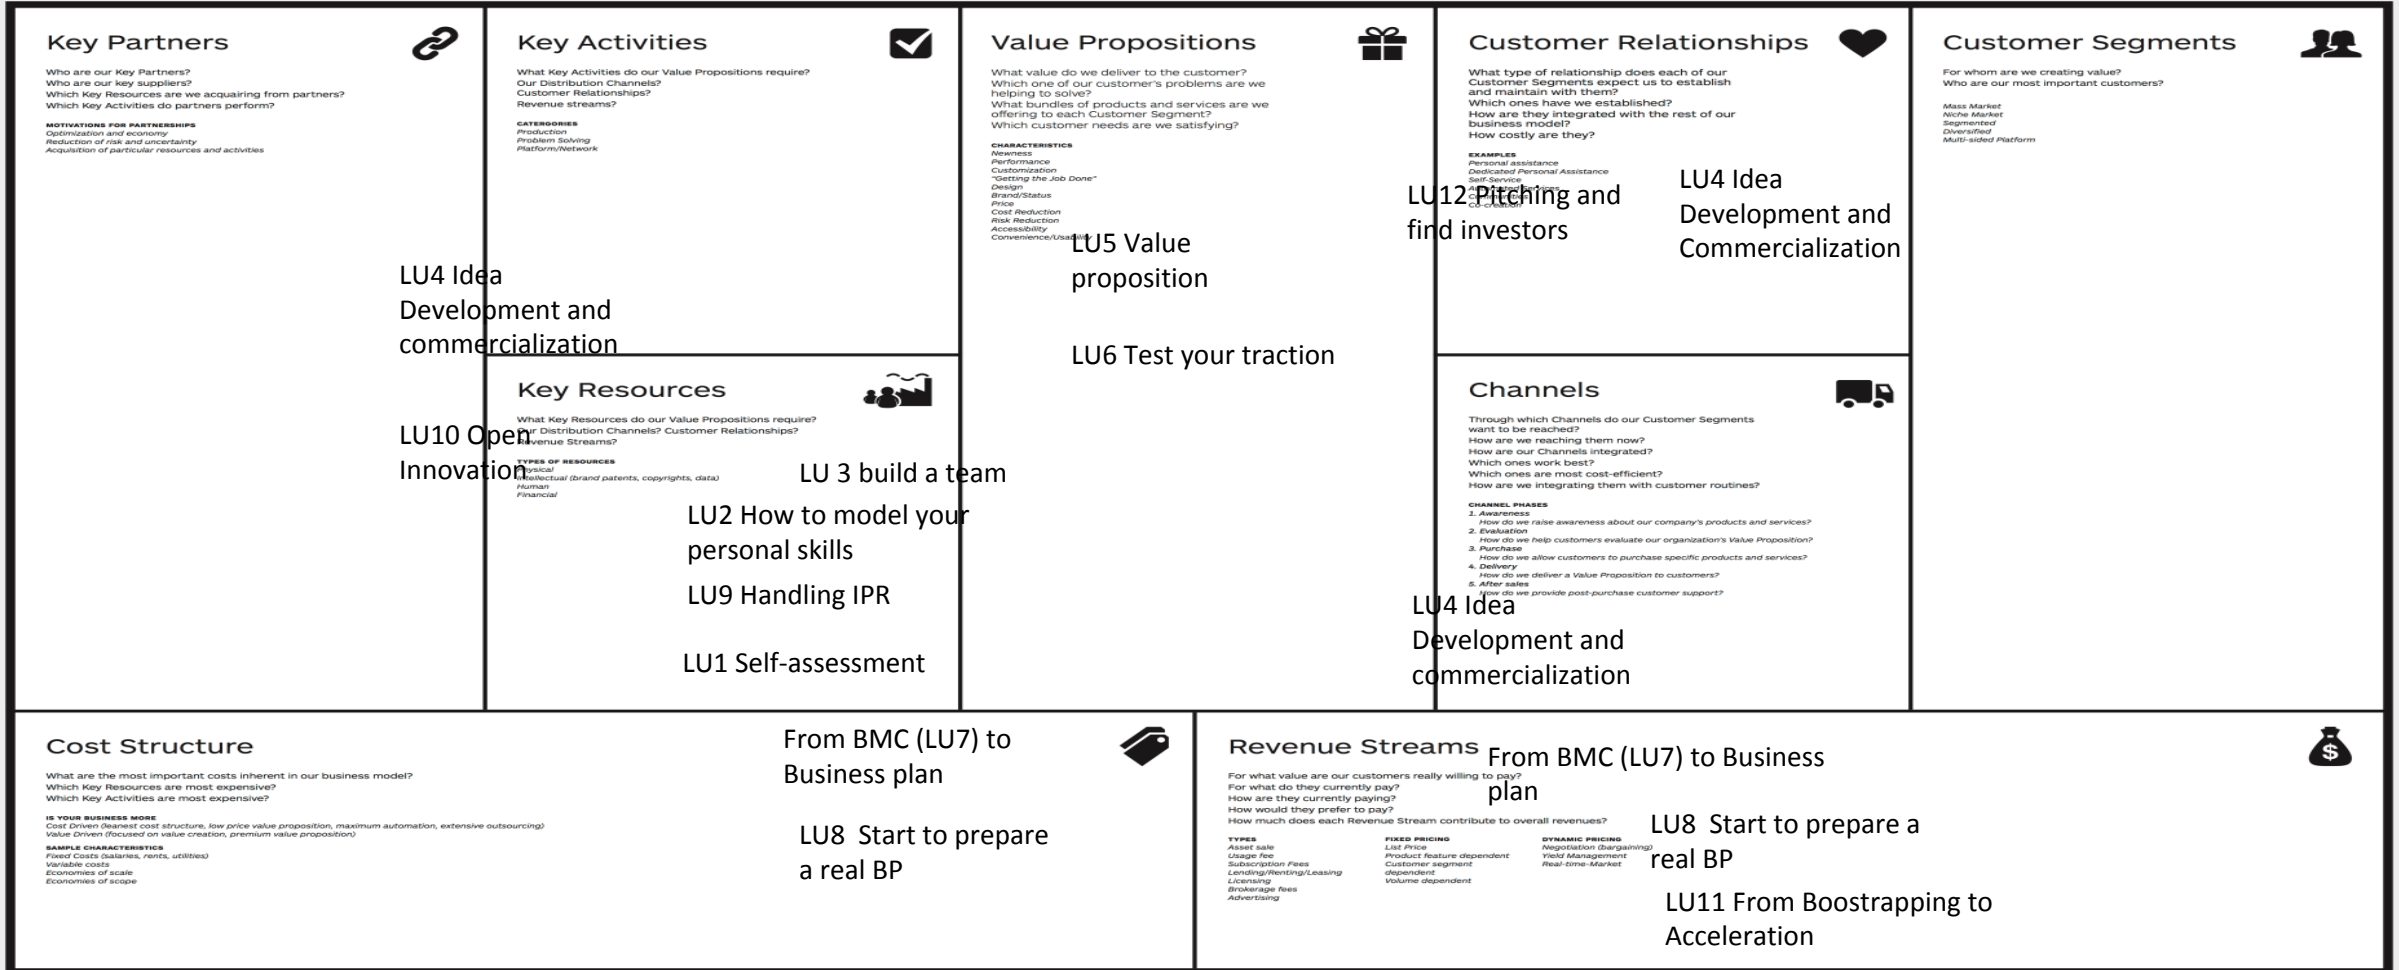 Key Partners
Who are our Key Partners?
Who are our key suppliers?
Which Key Resources are we acquairing from partners?
Which Key Activities do partners perform?
MOTIVATIONS FOR PARTNERSHIPS
Optimization and economy
Reduction of risk and uncertainty
Acquisition of particular resources and activities
LU4 Idea
Development and
commercialization
LU10 Open
Innovation
Key Activities
What Key Activities do our Value Propositions require?
Our Distribution Channels?
Customer Relationships?
Revenue streams?
CATERGORIES
Production
Problem Solving
Platform/Network
Key Resources
What Key Resources do our Value Propositions require?
Our Distribution Channels? Customer Relationships?
Revenue Streams?
TYPES OF RESOURCES
Physical
Intellectual (brand patents, copyrights, data)
Human
Financial
LU 3 build a team
LU2 How to model your
personal skills
LU9 Handling IPR
LU1 Self-assessment
Value Propositions
What value do we deliver to the customer?
Which one of our customer's problems are we
helping to solve?
What bundles of products and services are we
offering to each Customer Segment?
Which customer needs are we satisfying?
CHARACTERISTICS
Newness
Performance
Customization
"Getting the Job Done"
Design
Brand/Status
Price
Cost Reduction
Risk Reduction
Accessibility
Convenience/Usability
LU5 Value
proposition
LU6 Test your traction
Customer Relationships
What type of relationship does each of our
Customer Segments expect us to establish
and maintain with them?
Which ones have we established?
How are they integrated with the rest of our
business model?
How costly are they?
EXAMPLES
Personal assistance
Dedicated Personal Assistance
Self-Service
Automated Services
Communities
Co-creation
LU12 Pitching and
find investors
LU4 Idea
Development and
Commercialization
Channels
Through which Channels do our Customer Segments
want to be reached?
How are we reaching them now?
How are our Channels integrated?
Which ones work best?
Which ones are most cost-efficient?
How are we integrating them with customer routines?
CHANNEL PHASES
1. Awareness
How do we raise awareness about our company's products and services?
2. Evaluation
How do we help customers evaluate our organization's Value Proposition?
3. Purchase
How do we allow customers to purchase specific products and services?
4. Delivery
How do we deliver a Value Proposition to customers?
5. After sales
How do we provide post-purchase customer support?
LU4 Idea
Development and
commercialization
Customer Segments
For whom are we creating value?
Who are our most important customers?
Mass Market
Niche Market
Segmented
Diversified
Multi-sided Platform
Cost Structure
What are the most important costs inherent in our business model?
Which Key Resources are most expensive?
Which Key Activities are most expensive?
IS YOUR BUSINESS MORE
Cost Driven (leanest cost structure, low price value proposition, maximum automation, extensive outsourcing)
Value Driven (focused on value creation, premium value proposition)
SAMPLE CHARACTERISTICS
Fixed Costs (salaries, rents, utilities)
Variable costs
Economies of scale
Economies of scope
From BMC (LU7) to
Business plan
LU8 Start to prepare
a real BP
Revenue Streams
For what value are our customers really willing to pay?
For what do they currently pay?
How are they currently paying?
How would they prefer to pay?
How much does each Revenue Stream contribute to overall revenues?
TYPES
Asset sale
Usage fee
Subscription Fees
Lending/Renting/Leasing
Licensing
Brokerage fees
Advertising
FIXED PRICING
List Price
Product feature dependent
Customer segment
dependent
Volume dependent
DYNAMIC PRICING
Negotiation (bargaining)
Yield Management
Real-time-Market
From BMC (LU7) to Business
plan
LU8 Start to prepare a
real BP
LU11 From Boostrapping to
Acceleration
$